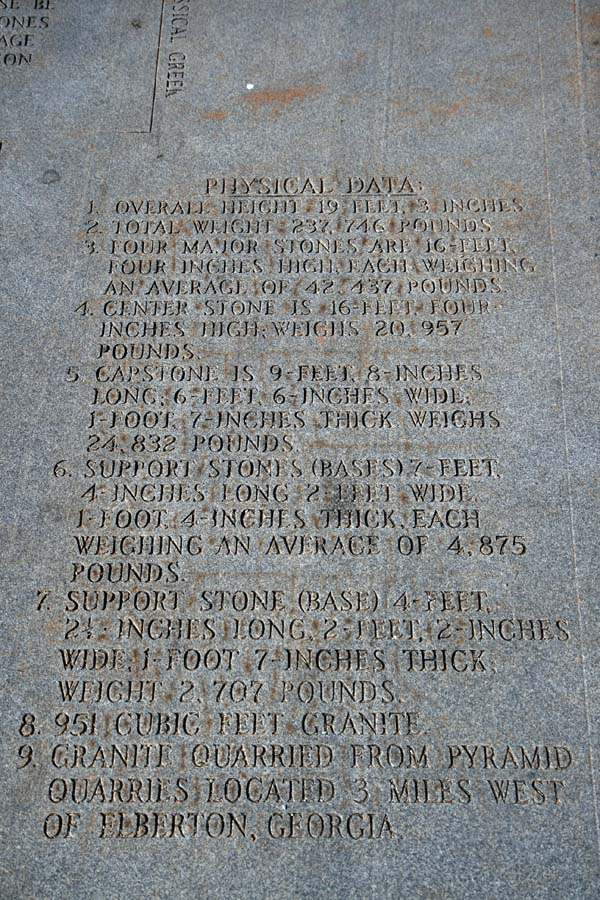 SE BE
ONES
AGE
ION
SSICAL GREEK
PHYSICAL DATA:
1. OVERALL HEIGHT 19 FEET, 3 INCHES
2. TOTAL WEIGHT 237,746 POUNDS
3. FOUR MAJOR STONES ARE 16-FEET,
FOUR INCHES HIGH, EACH WEIGHING
AN AVERAGE OF 42,437 POUNDS
4. CENTER STONE IS 16-FEET, FOUR-
INCHES HIGH; WEIGHS 20,957
POUNDS.
5. CAPSTONE IS 9-FEET, 8-INCHES
LONG; 6-FEET, 6-INCHES WIDE;
1-FOOT, 7-INCHES THICK. WEIGHS
24,832 POUNDS.
6. SUPPORT STONES (BASES) 7-FEET,
4-INCHES LONG 2-FEET WIDE.
1-FOOT, 4-INCHES THICK, EACH
WEIGHING AN AVERAGE OF 4,875
POUNDS.
7. SUPPORT STONE (BASE) 4-FEET,
2½-INCHES LONG, 2-FEET, 2-INCHES
WIDE, 1-FOOT 7-INCHES THICK,
WEIGHT 2,707 POUNDS.
8. 951 CUBIC FEET GRANITE.
9. GRANITE QUARRIED FROM PYRAMID
QUARRIES LOCATED 3 MILES WEST
OF ELBERTON, GEORGIA.